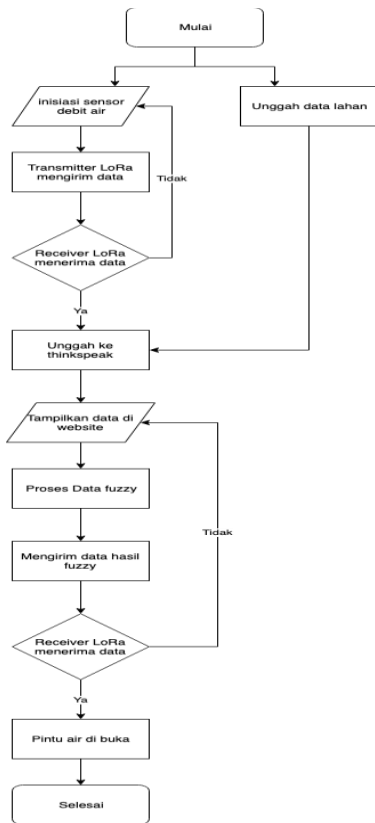 Mulai
inisiasi sensor
debit air
Unggah data lahan
Transmitter LoRa
mengirim data
Tidak
Receiver LoRa
menerima data
Ya
Unggah ke
thinkspeak
Tampilkan data di
website
Proses Data fuzzy
Tidak
Mengirim data hasil
fuzzy
Receiver LoRa
menerima data
Ya
Pintu air di buka
Selesai